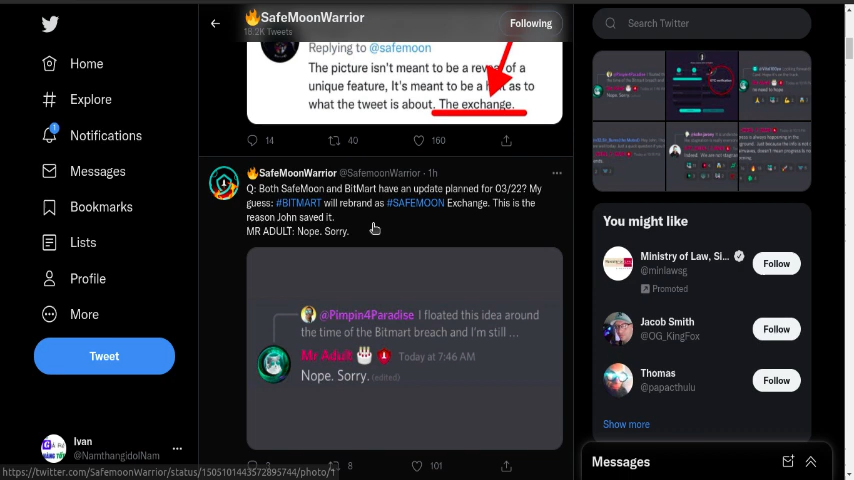 🔥SafeMoonWarrior
18.2K Tweets
Following
Search Twitter
Home
Explore
1
Notifications
Messages
Bookmarks
Lists
Profile
More
Tweet
Ivan
@NamthangidolNam
Replying to @safemoon
The picture isn't meant to be a reveal of a
unique feature, It's meant to be a hint as to
what the tweet is about. The exchange.
14
40
160
🔥SafeMoonWarrior @SafemoonWarrior · 1h
Q: Both SafeMoon and BitMart have an update planned for 03/22? My
guess: #BITMART will rebrand as #SAFEMOON Exchange. This is the
reason John saved it.
MR ADULT: Nope. Sorry.
@Pimpin4Paradise I floated this idea around
the time of the Bitmart breach and I'm still ...
Mr Adult Today at 7:46 AM
Nope. Sorry. (edited)
8
101
You might like
Ministry of Law, Si...
@minlawsg
Promoted
Follow
Jacob Smith
@OG_KingFox
Follow
Thomas
@papacthulu
Follow
Show more
Messages
https://twitter.com/SafemoonWarrior/status/1505101443572895744/photo/1